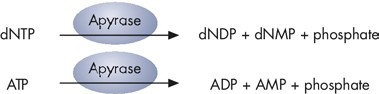 Apyrase
dNTP dNDP + dNMP + phosphate
Apyrase
ATP ADP + AMP + phosphate